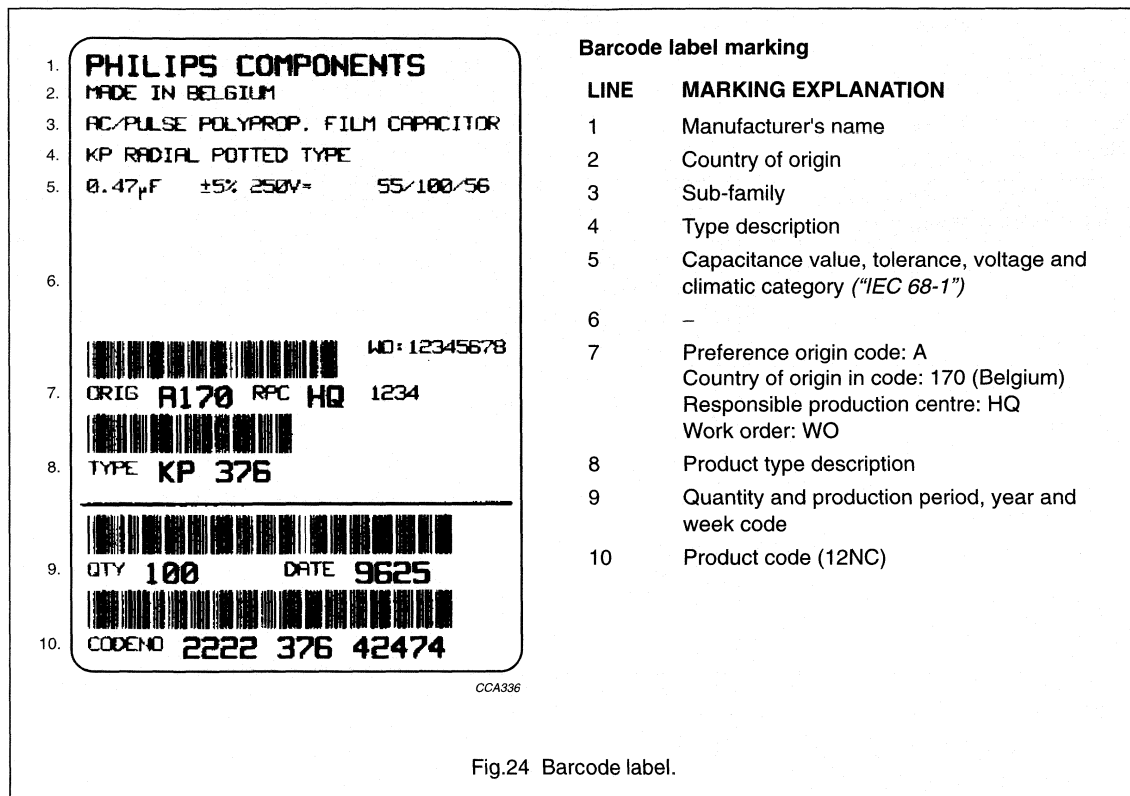 1. PHILIPS COMPONENTS
2. MADE IN BELGIUM
3. AC/PULSE POLYPROP. FILM CAPACITOR
4. KP RADIAL POTTED TYPE
5. 0.47µF ±5% 250V= 55/100/56
6.
WO:12345678
7. ORIG A170 RPC HQ 1234
8. TYPE KP 376
9. QTY 100 DATE 9625
10. CODENO 2222 376 42474
CCA336
Barcode label marking
LINE MARKING EXPLANATION
1 Manufacturer's name
2 Country of origin
3 Sub-family
4 Type description
5 Capacitance value, tolerance, voltage and
climatic category ("IEC 68-1")
6 –
7 Preference origin code: A
Country of origin in code: 170 (Belgium)
Responsible production centre: HQ
Work order: WO
8 Product type description
9 Quantity and production period, year and
week code
10 Product code (12NC)
Fig.24 Barcode label.